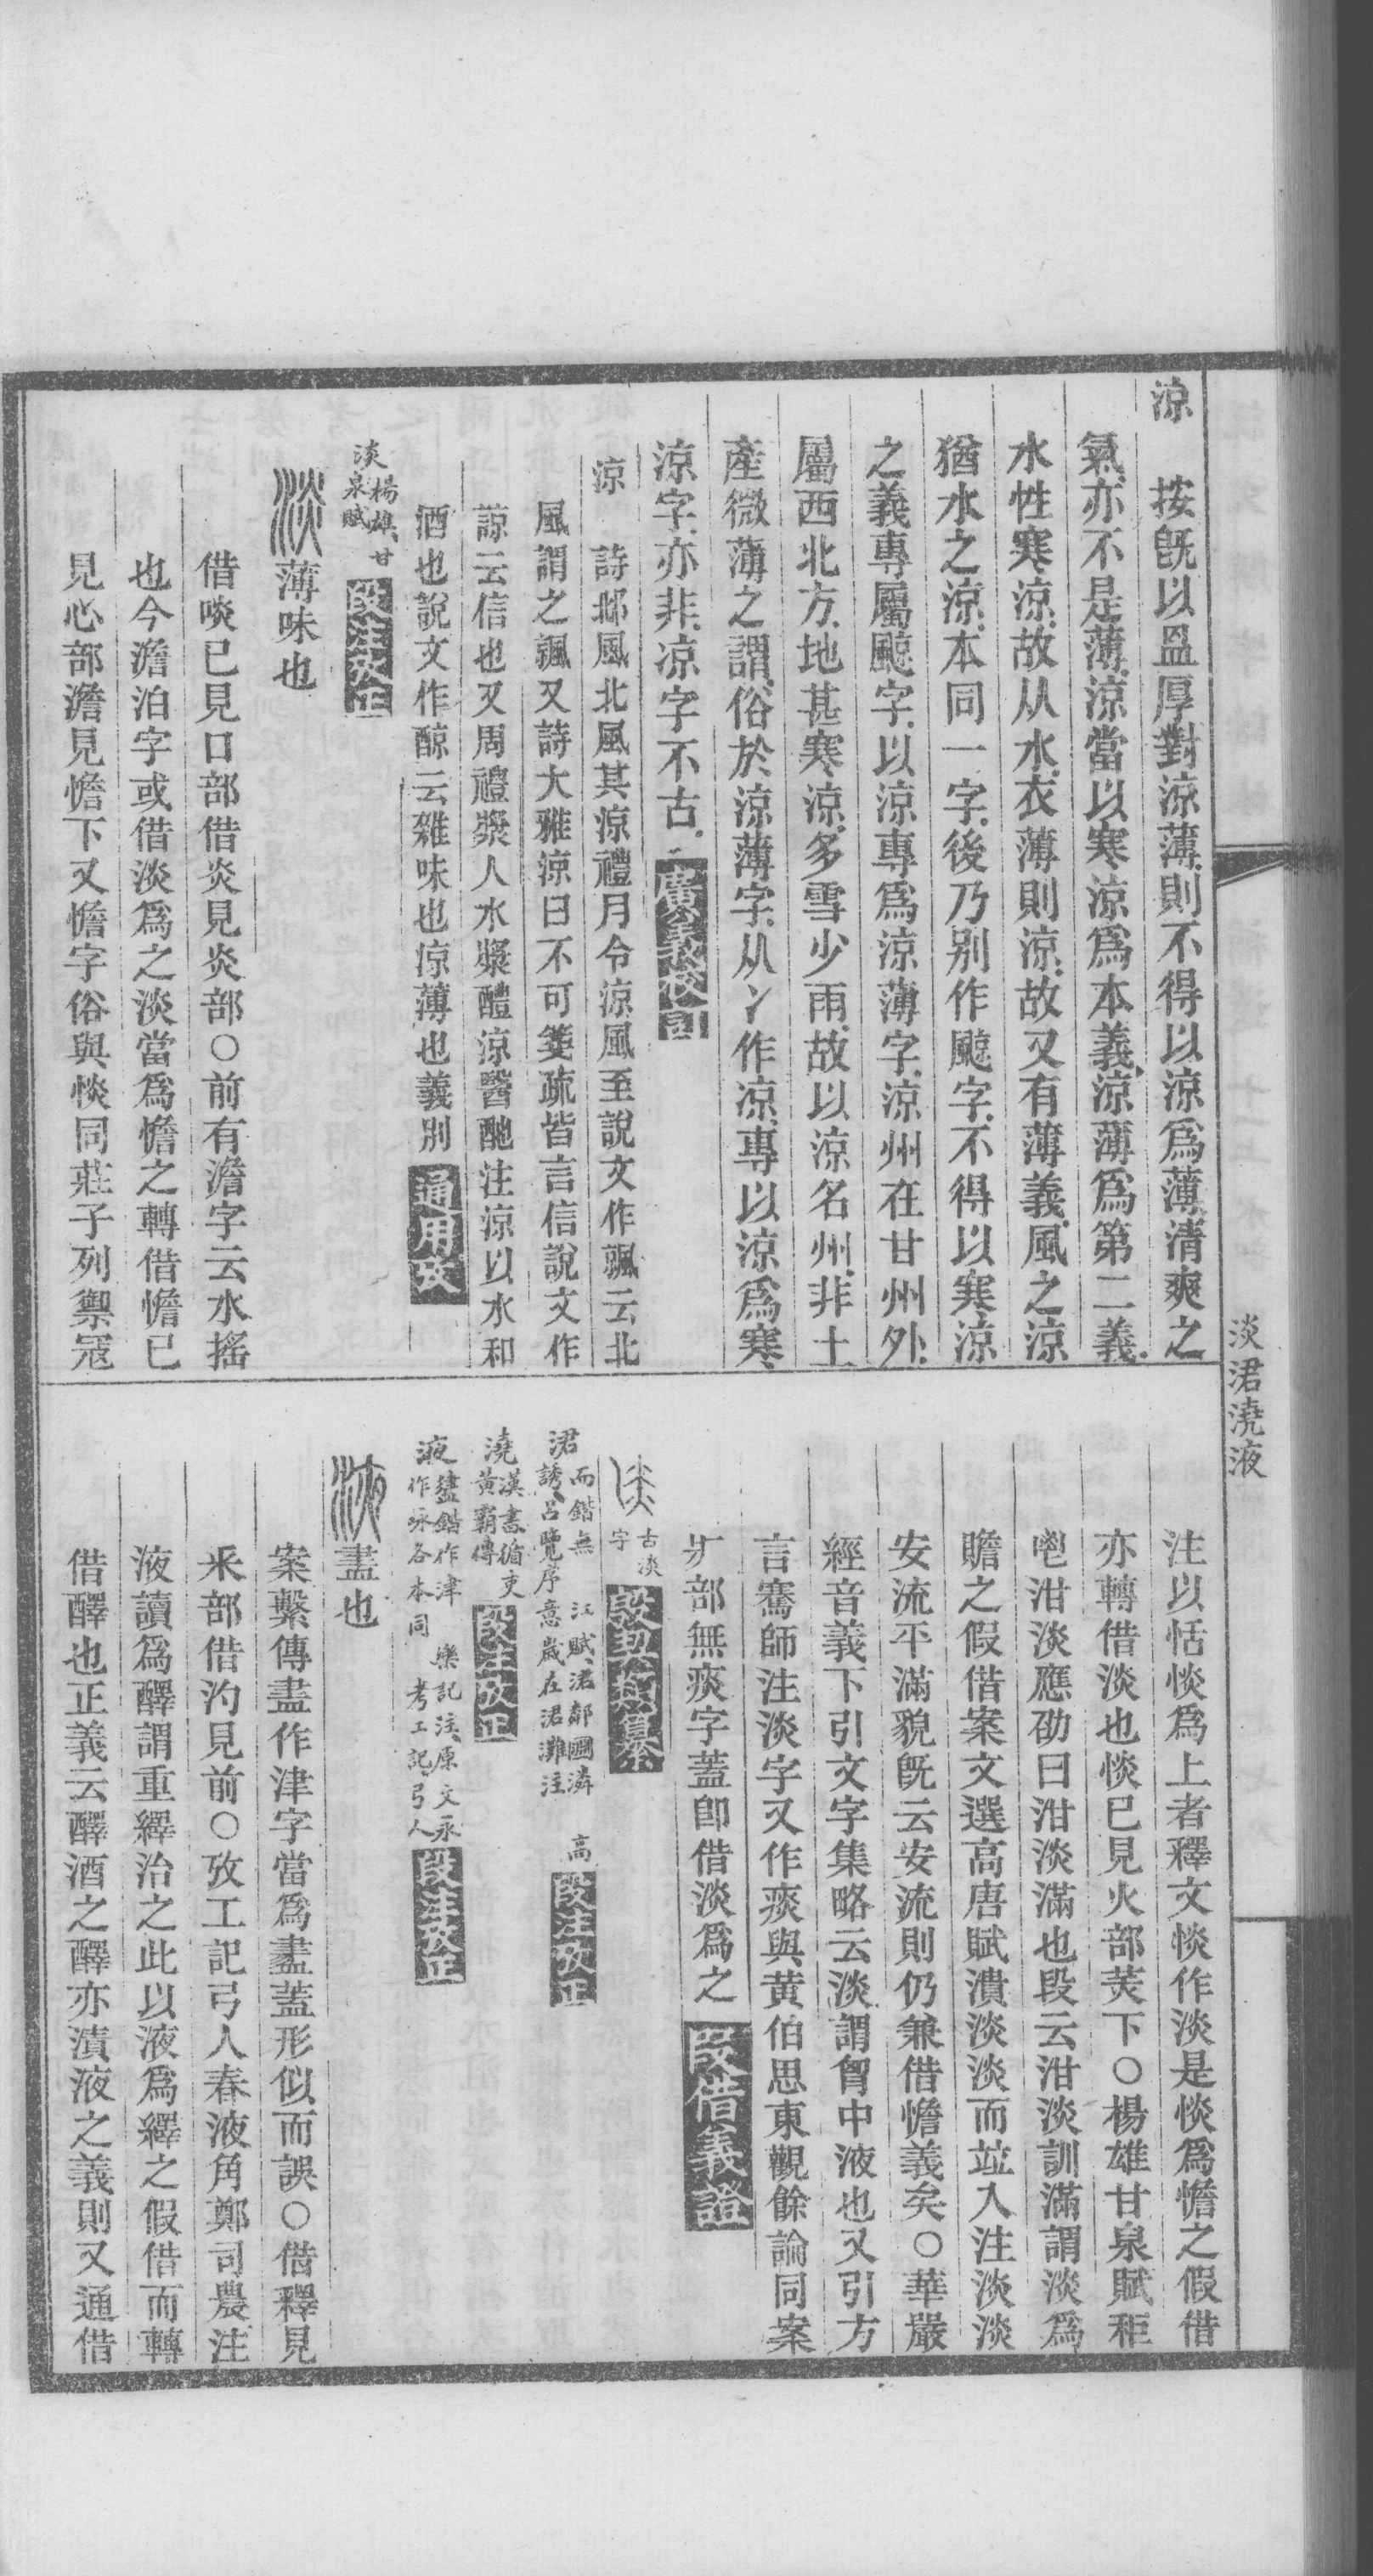 涼　按旣以昷厚對涼薄、則不得以涼爲薄、清爽之
氣、亦不是薄、涼當以寒涼爲本義、涼薄爲第二義、
水性寒涼、故从水、衣薄則涼、故又有薄義、風之涼
猶水之涼、本同一字、後乃别作飉字、不得以寒涼
之義專屬飉字、以涼專爲涼薄字、涼州在甘州外、
屬西北方、地甚寒涼、多雪少雨、故以涼名州、非土
產微薄之謂、俗於涼薄字、从冫作凉、專以涼爲寒、
涼字、亦非、凉字不古、廣義校訂
涼　詩邶風北風其涼禮月令涼風至說文作飆云北
風謂之飆又詩大雅涼曰不可箋疏皆言信說文作
諒云信也又周禮漿人水漿醴涼醫酏注涼以水和
酒也說文作䣼云雜味也涼薄也義別　通用攷
淡　楊雄、甘泉賦　段注攷正
淡　薄味也
借啖已見口部借炎見炎部○前有澹字云水搖
也今澹泊字或借淡爲之淡當爲憺之轉借憺已
見心部澹見憺下又憺字俗與惔同莊子列禦寇
淡涒澆液
注以恬惔爲上者釋文惔作淡是惔爲憺之假借
亦轉借淡也惔已見火部𦮙下○楊雄甘泉賦秬
鬯泔淡應劭曰泔淡滿也段云泔淡訓滿謂淡爲
贍之假借案文選高唐賦潰淡淡而竝入注淡淡
安流平滿貌旣云安流則仍兼借憺義矣○華嚴
經音義下引文字集略云淡謂胷中液也又引方
言騫師注淡字又作痰與黃伯思東觀餘論同案
疒部無痰字蓋卽借淡爲之　段借義證
淡　古淡字　
涒　而鍇無　江賦、涒鄰圌潾　高誘、呂覽序意歲在涒灘注　段注攷正
澆　漢書循吏黃霸傳　段注攷正
液　𧗕鍇作津　樂記注、原文液作咏各本同　考工記弓人　段注攷正
液　𧗕也
案繫傳𧗕作津字當爲𧗕蓋形似而誤○借釋見
釆部借汋見前○攷工記弓人春液角鄭司農注
液讀爲醳謂重繹治之此以液爲繹之假借而轉
借醳也正義云醳酒之醳亦漬液之義則又通借